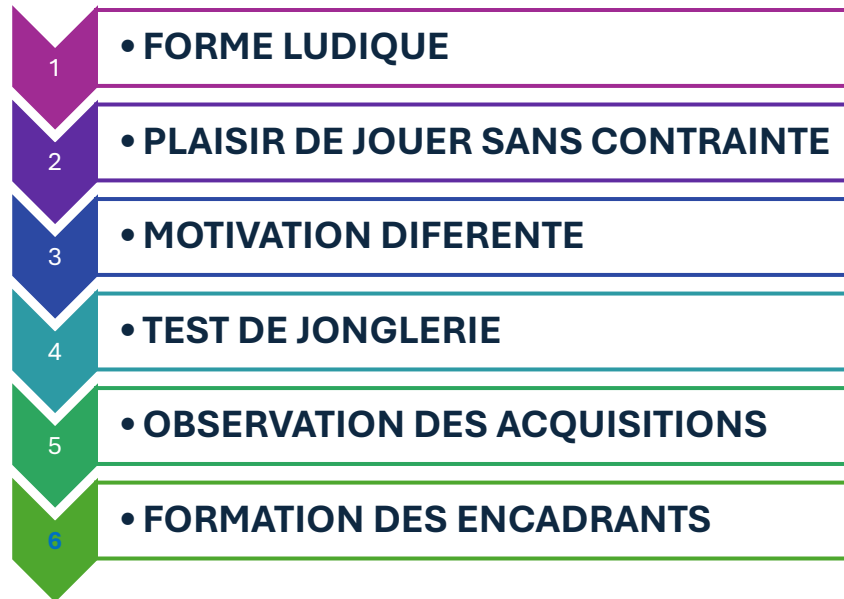 1
• FORME LUDIQUE
2
• PLAISIR DE JOUER SANS CONTRAINTE
3
• MOTIVATION DIFERENTE
4
• TEST DE JONGLERIE
5
• OBSERVATION DES ACQUISITIONS
6
• FORMATION DES ENCADRANTS